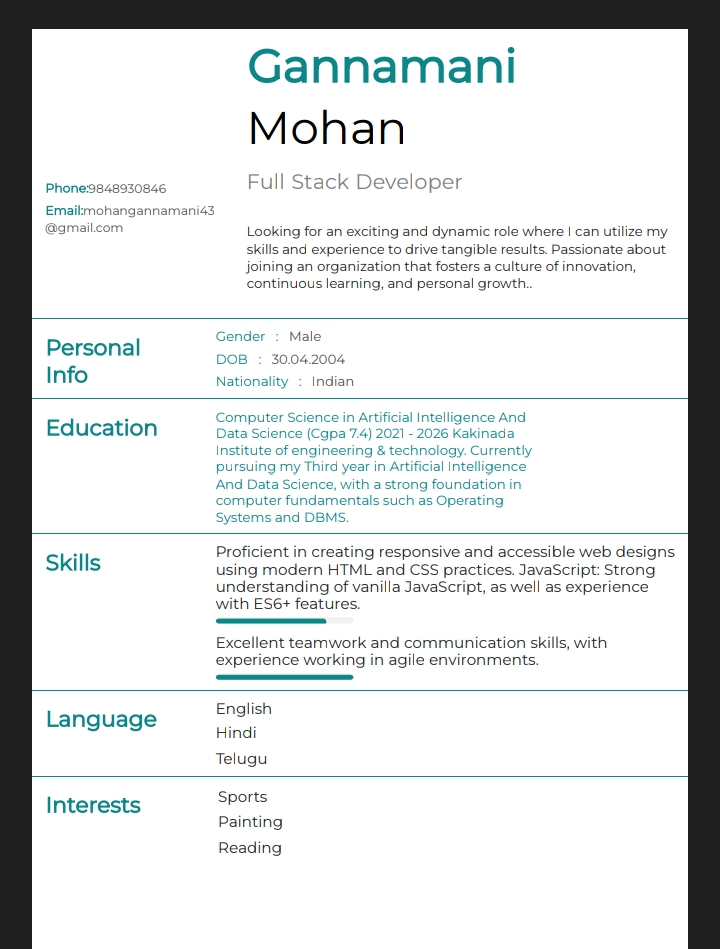 Gannamani
Mohan
Full Stack Developer
Phone:9848930846
Email:mohangannamani43
@gmail.com
Looking for an exciting and dynamic role where I can utilize my
skills and experience to drive tangible results. Passionate about
joining an organization that fosters a culture of innovation,
continuous learning, and personal growth..
Personal
Info
Gender : Male
DOB : 30.04.2004
Nationality : Indian
Education
Computer Science in Artificial Intelligence And
Data Science (Cgpa 7.4) 2021 - 2026 Kakinada
Institute of engineering & technology. Currently
pursuing my Third year in Artificial Intelligence
And Data Science, with a strong foundation in
computer fundamentals such as Operating
Systems and DBMS.
Skills
Proficient in creating responsive and accessible web designs
using modern HTML and CSS practices. JavaScript: Strong
understanding of vanilla JavaScript, as well as experience
with ES6+ features.
Excellent teamwork and communication skills, with
experience working in agile environments.
Language
English
Hindi
Telugu
Interests
Sports
Painting
Reading